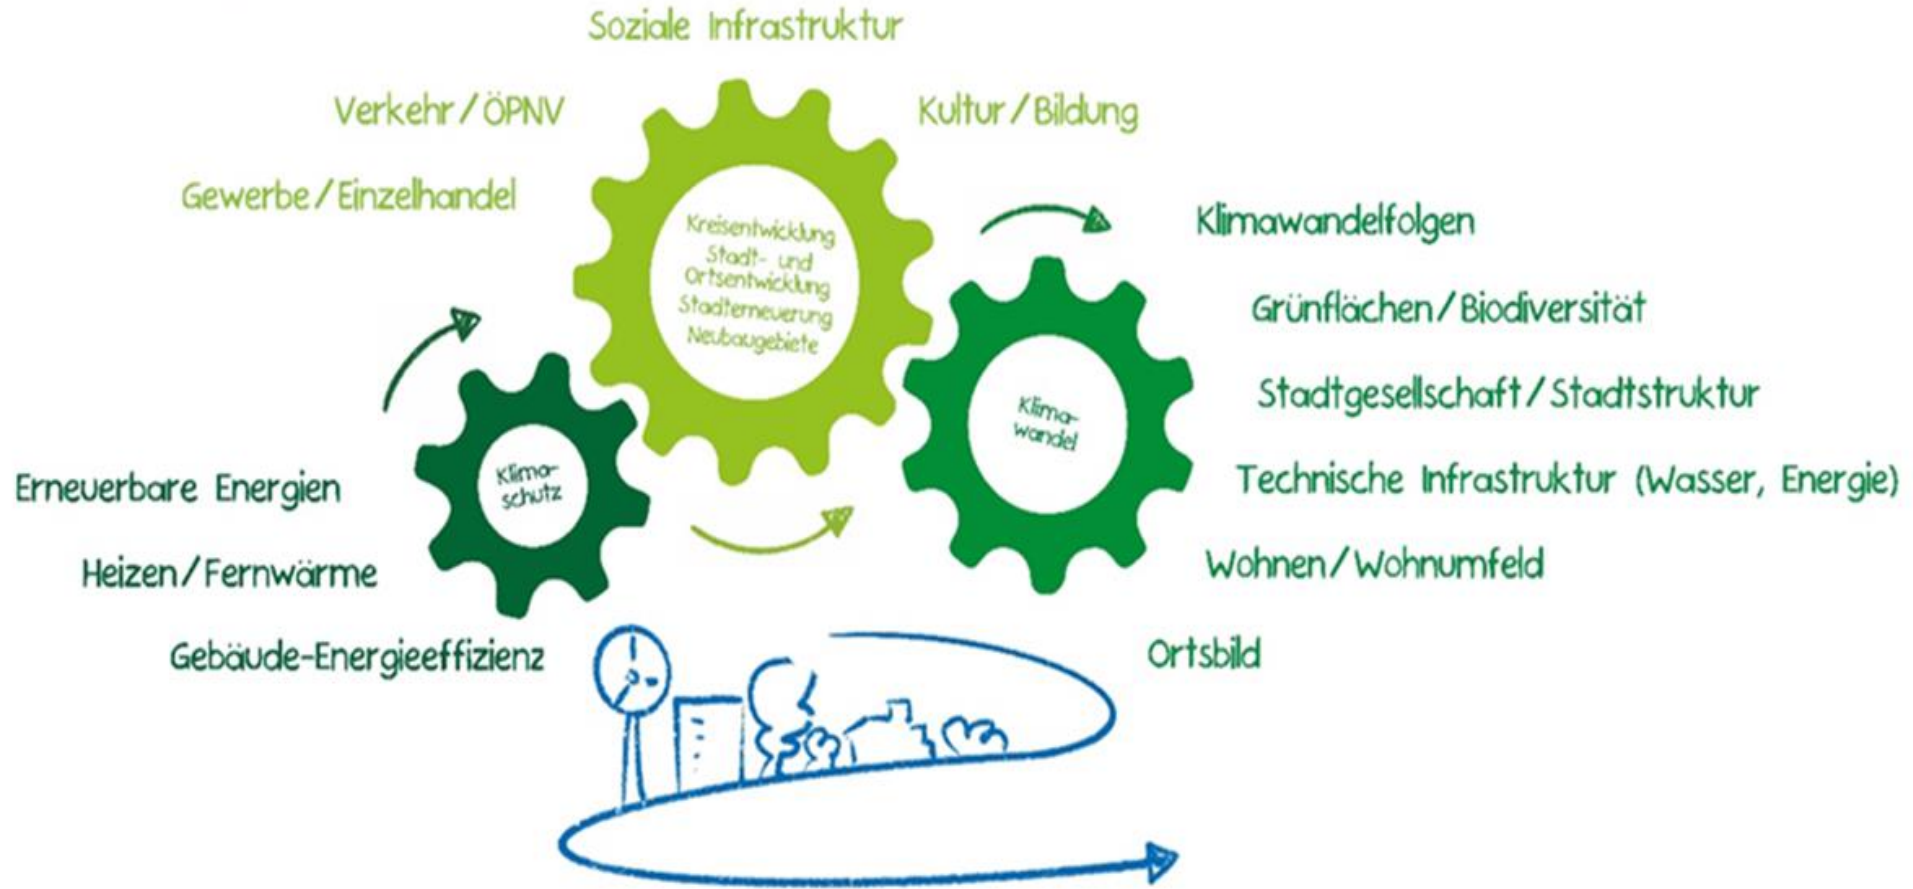 Soziale Infrastruktur
Verkehr/ÖPNV
Kultur/Bildung
Gewerbe/Einzelhandel
Kreisentwicklung
Stadt- und
Ortsentwicklung
Stadterneuerung
Neubaugebiete
Klimawandelfolgen
Grünflächen/Biodiversität
Stadtgesellschaft/Stadtstruktur
Klima-
wandel
Technische Infrastruktur (Wasser, Energie)
Wohnen/Wohnumfeld
Ortsbild
Klima-
schutz
Erneuerbare Energien
Heizen/Fernwärme
Gebäude-Energieeffizienz